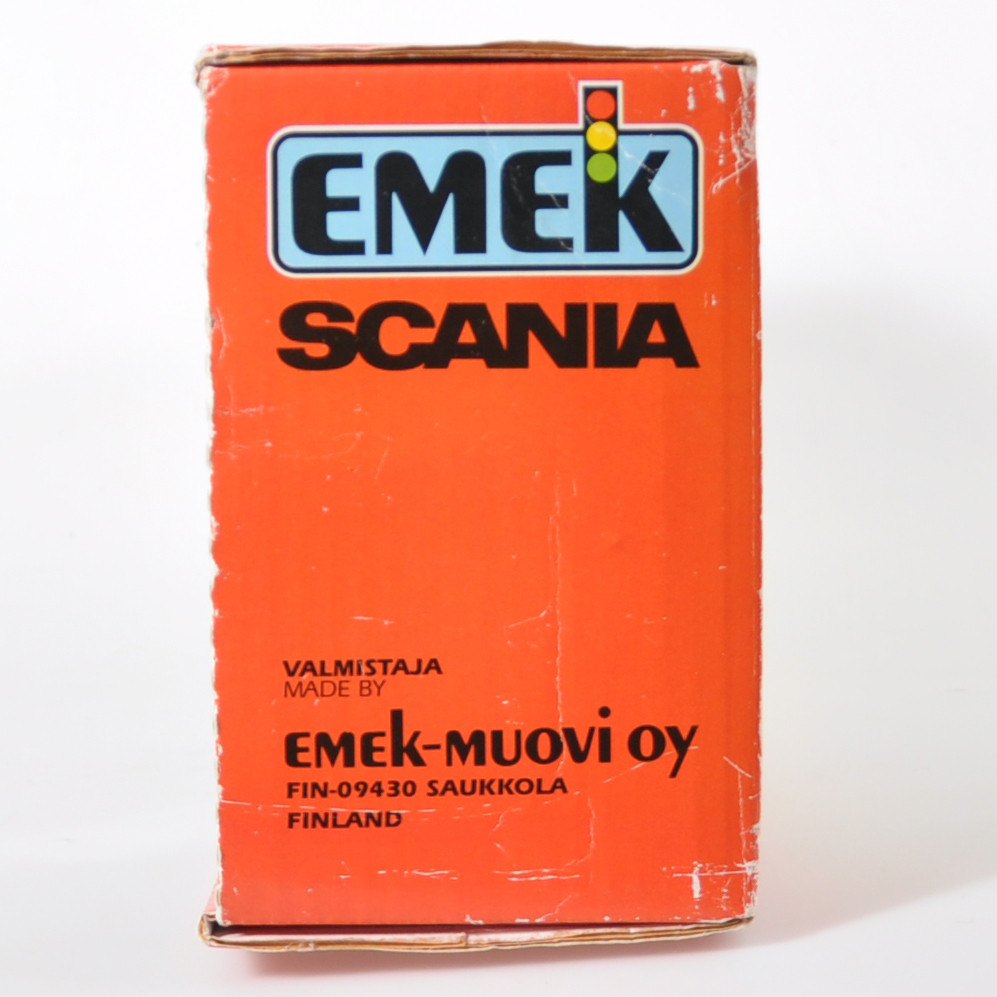 EMEK
SCANIA
VALMISTAJA
MADE BY
EMEK-MUOVI OY
FIN-09430 SAUKKOLA
FINLAND